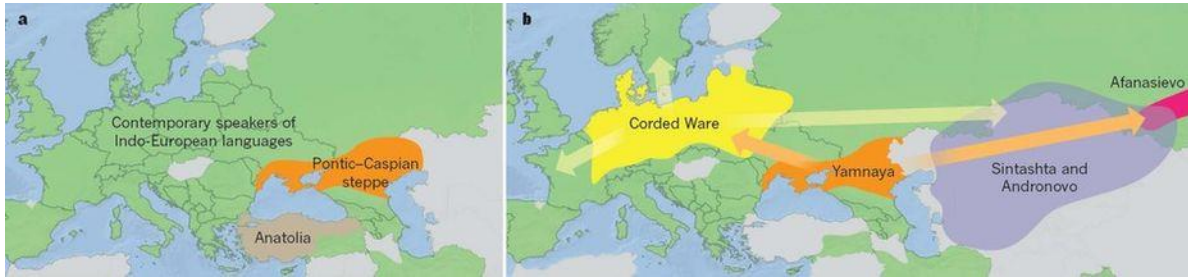 a
Contemporary speakers of
Indo-European languages
Pontic–Caspian
steppe
Anatolia
b
Afanasievo
Corded Ware
Yamnaya
Sintashta and
Andronovo